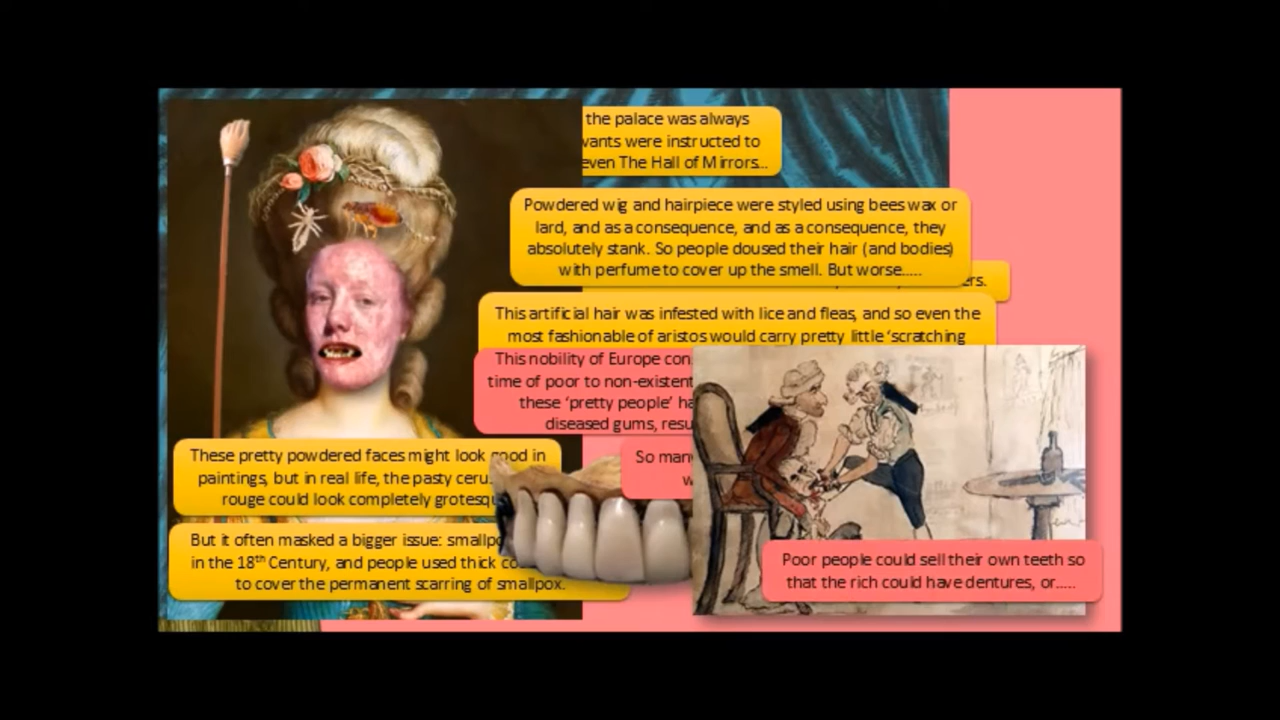 the palace was always
wants were instructed to
even The Hall of Mirrors...
Powdered wig and hairpiece were styled using bees wax or
lard, and as a consequence, and as a consequence, they
absolutely stank. So people doused their hair (and bodies)
with perfume to cover up the smell. But worse.....
ers.
This artificial hair was infested with lice and fleas, and so even the
most fashionable of aristos would carry pretty little ‘scratching
This nobility of Europe con
time of poor to non-existent
these ‘pretty people’ ha
diseased gums, resu
So many
w
These pretty powdered faces might look good in
paintings, but in real life, the pasty ceru
rouge could look completely grotesqu
But it often masked a bigger issue: smallpo
in the 18th Century, and people used thick co
to cover the permanent scarring of smallpox.
Poor people could sell their own teeth so
that the rich could have dentures, or.....